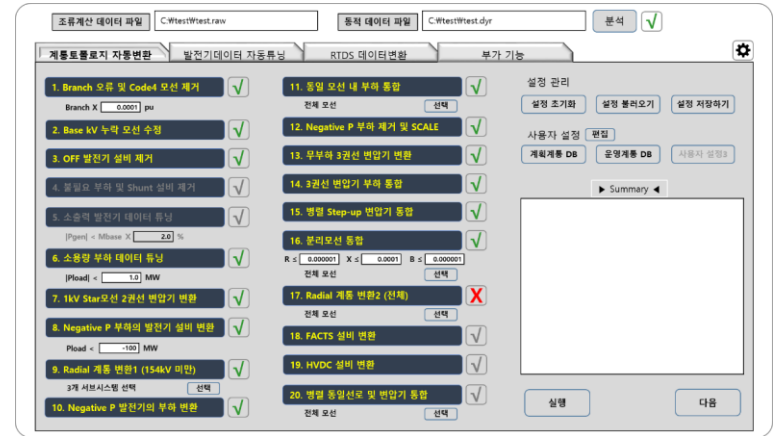 조류계산 데이터 파일 C:₩test₩test.raw 동적 데이터 파일 C:₩test₩test.dyr 분석
계통토폴로지 자동변환 발전기데이터 자동튜닝 RTDS 데이터변환 부가 기능
1. Branch 오류 및 Code4 모선 제거
Branch X 0.0001 pu
2. Base kV 누락 모선 수정
3. OFF 발전기 설비 제거
4. 불필요 부하 및 Shunt 설비 제거
5. 소출력 발전기 데이터 튜닝
|Pgen| < Mbase X 2.0 %
6. 소용량 부하 데이터 튜닝
|Pload| < 1.0 MW
7. 1kV Star모선 2권선 변압기 변환
8. Negative P 부하의 발전기 설비 변환
Pload < -100 MW
9. Radial 계통 변환1 (154kV 미만)
3개 서브시스템 선택 선택
10. Negative P 발전기의 부하 변환
11. 동일 모선 내 부하 통합
전체 모선 선택
12. Negative P 부하 제거 및 SCALE
13. 무부하 3권선 변압기 변환
14. 3권선 변압기 부하 통합
15. 병렬 Step-up 변압기 통합
16. 분리모선 통합
R ≤ 0.000001 X ≤ 0.0001 B ≤ 0.000001
전체 모선 선택
17. Radial 계통 변환2 (전체)
전체 모선 선택
18. FACTS 설비 변환
19. HVDC 설비 변환
20. 병렬 동일선로 및 변압기 통합
전체 모선 선택
설정 관리
설정 초기화 설정 불러오기 설정 저장하기
사용자 설정 편집
계획계통 DB 운영계통 DB 사용자 설정3
▶ Summary ◀
실행 다음